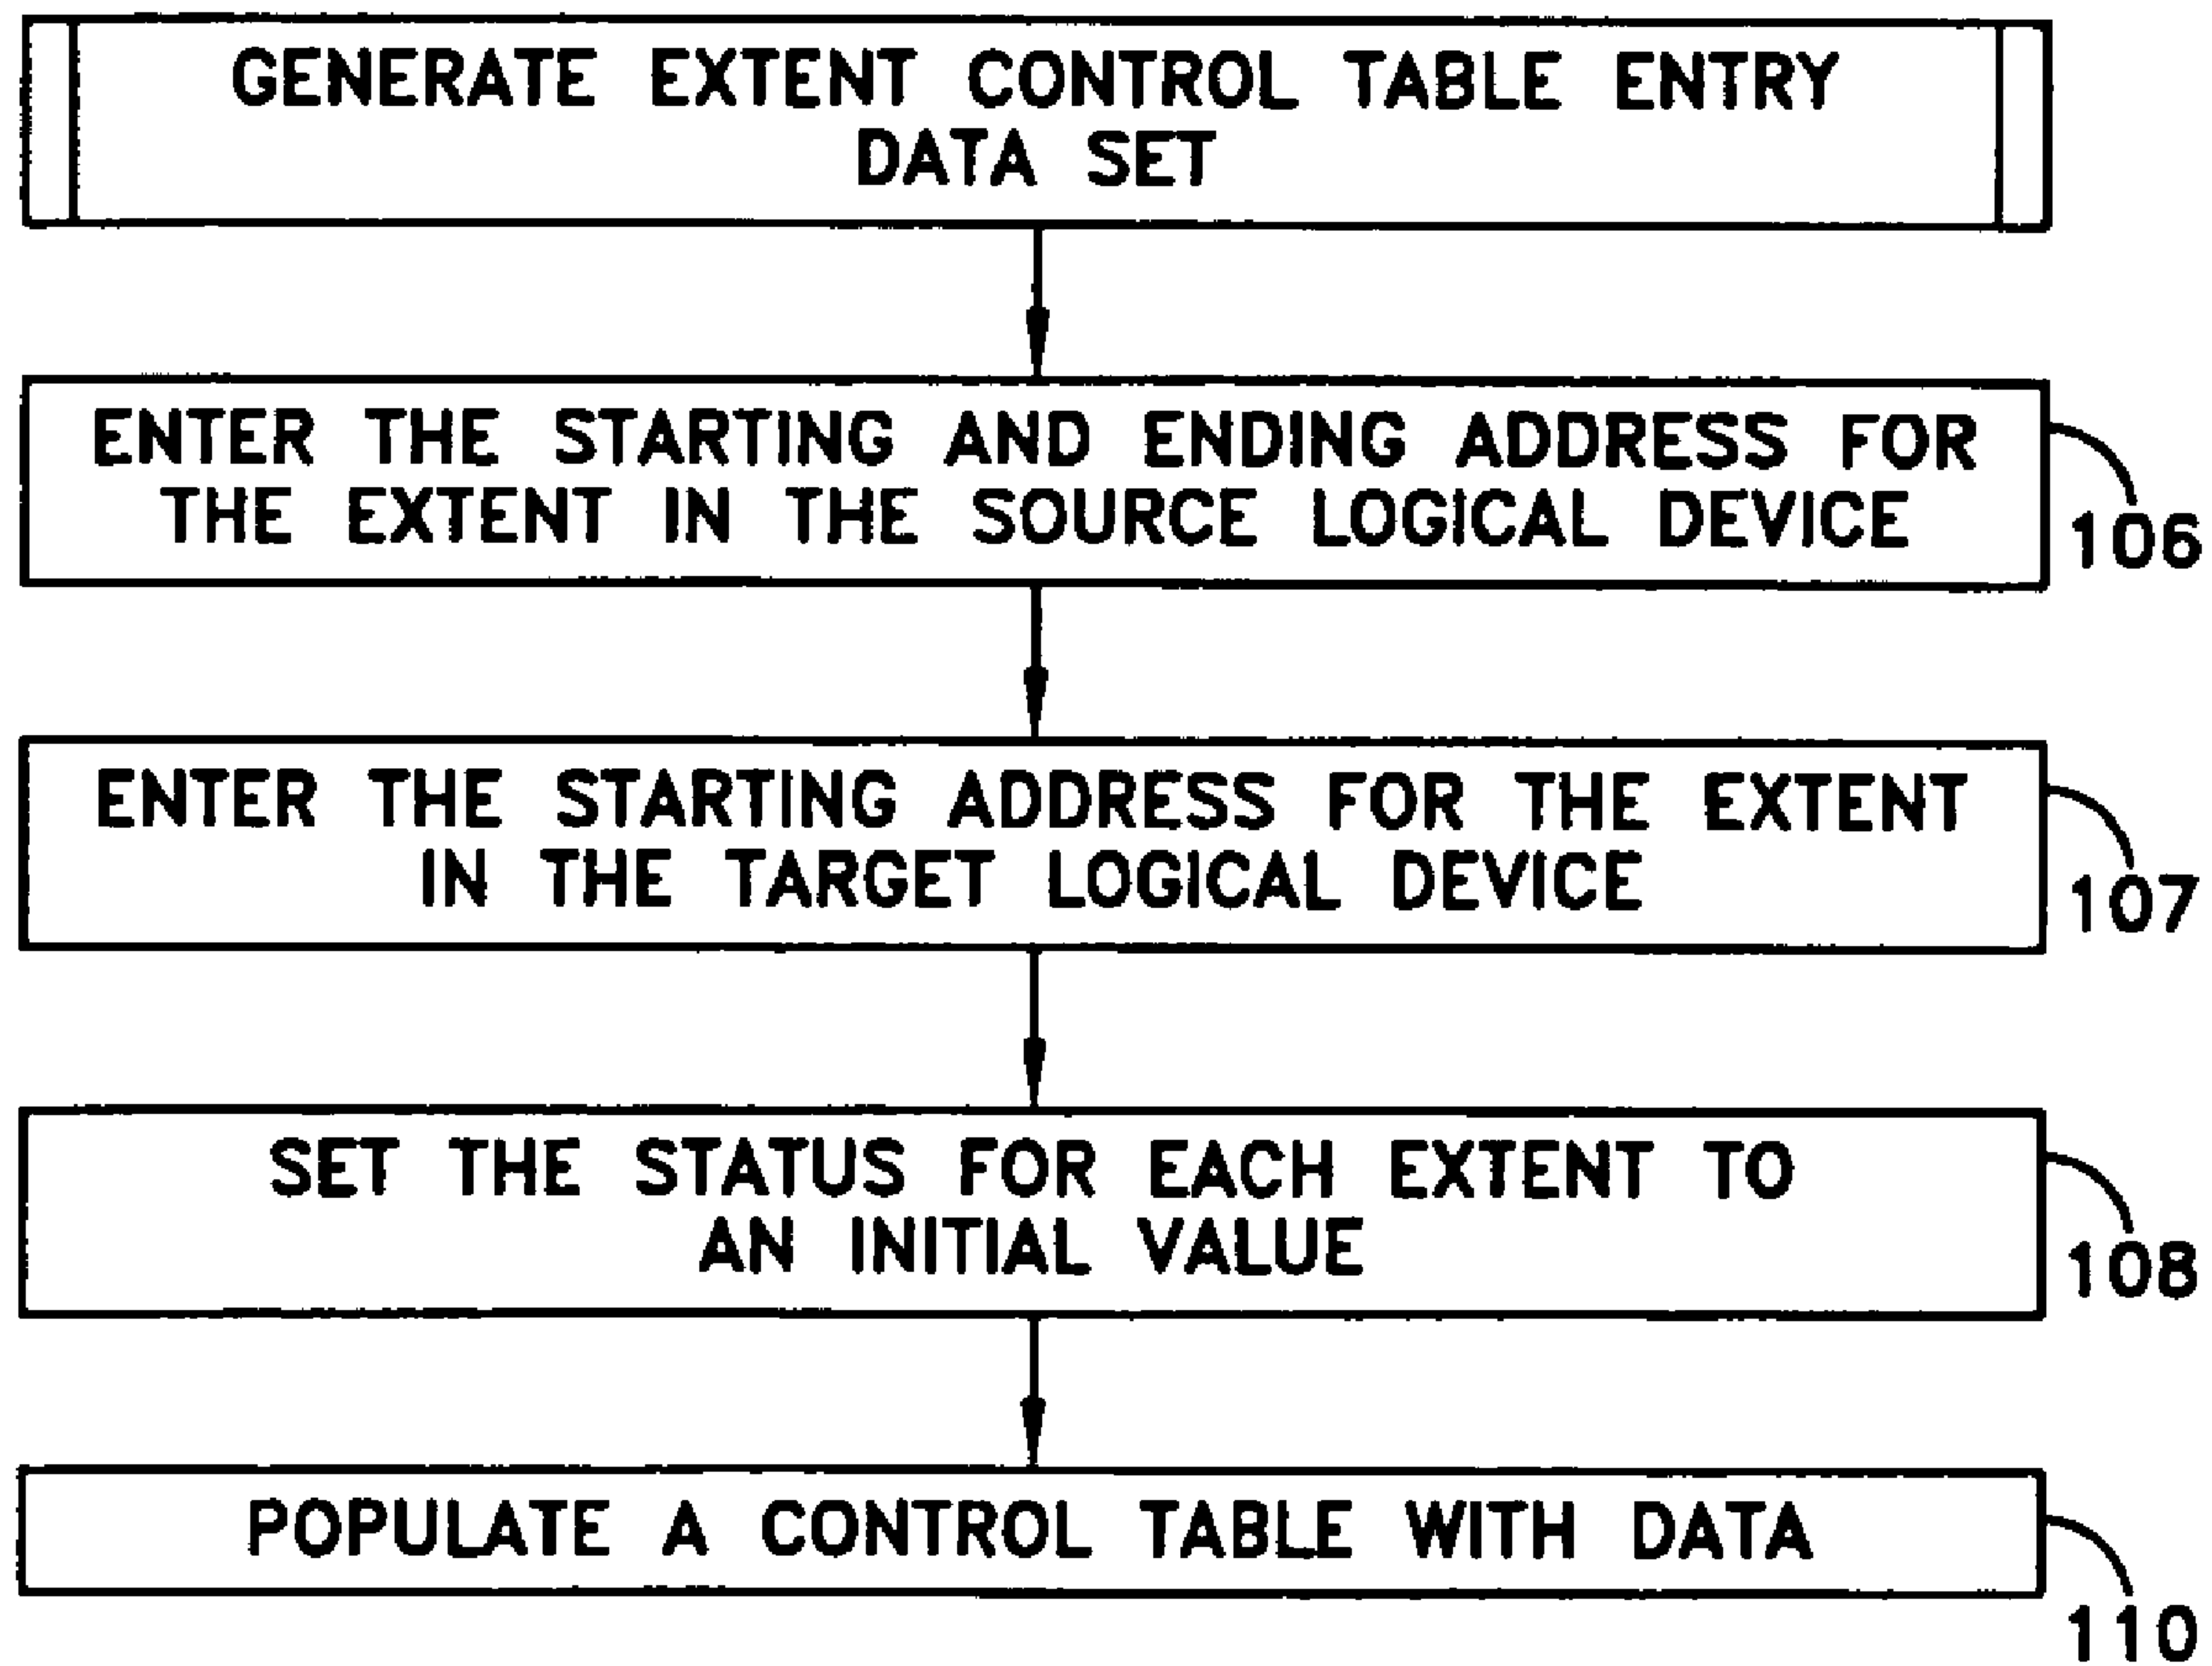 GENERATE EXTENT CONTROL TABLE ENTRY
DATA SET
ENTER THE STARTING AND ENDING ADDRESS FOR
THE EXTENT IN THE SOURCE LOGICAL DEVICE
106
ENTER THE STARTING ADDRESS FOR THE EXTENT
IN THE TARGET LOGICAL DEVICE
107
SET THE STATUS FOR EACH EXTENT TO
AN INITIAL VALUE
108
POPULATE A CONTROL TABLE WITH DATA
110